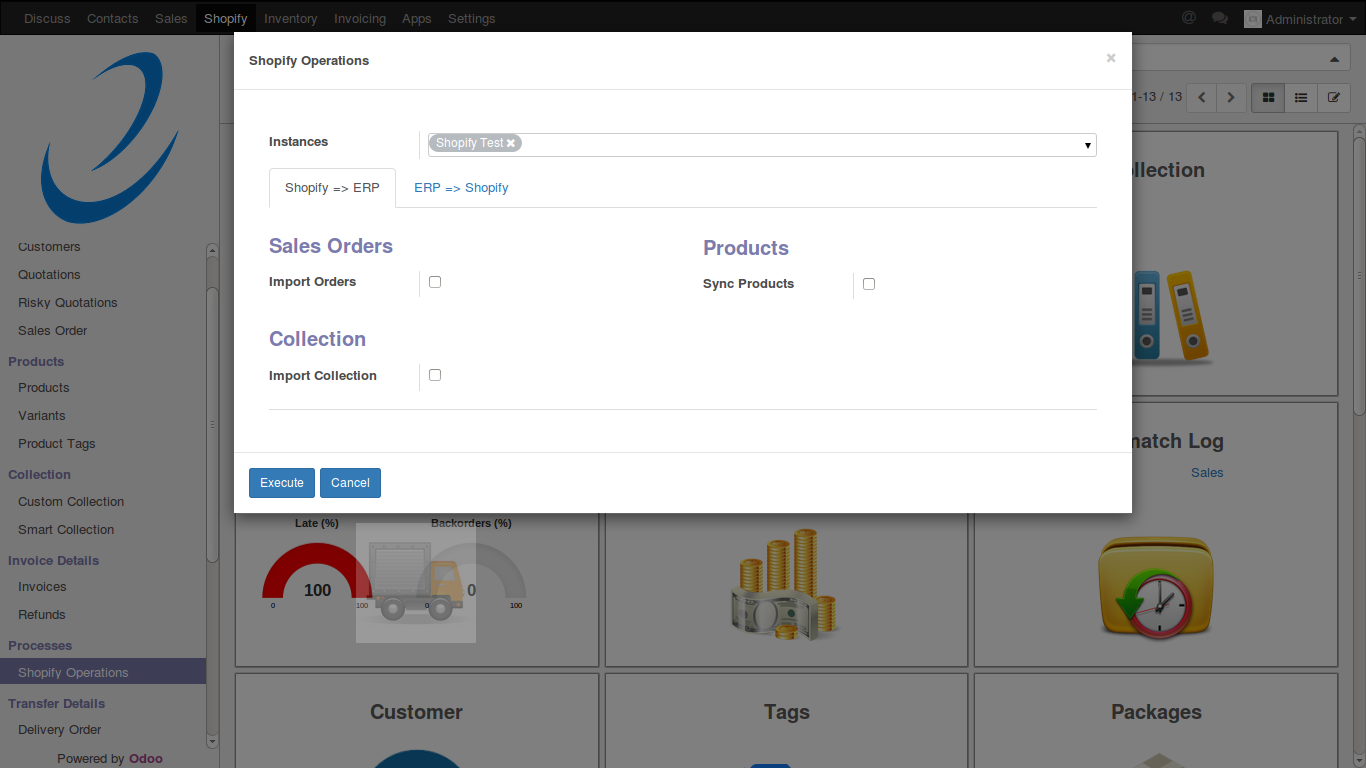 Discuss Contacts Sales Shopify Inventory Invoicing Apps Settings @ Administrator
Shopify Operations ×
1-13 / 13
Instances Shopify Test ✖
Shopify => ERP ERP => Shopify
Sales Orders
Import Orders
Products
Sync Products
Collection
Import Collection
Execute Cancel
Customers
Quotations
Risky Quotations
Sales Order
Products
Products
Variants
Product Tags
Collection
Custom Collection
Smart Collection
Invoice Details
Invoices
Refunds
Processes
Shopify Operations
Transfer Details
Delivery Order
Powered by Odoo
llection
match Log
Sales
Late (%) Backorders (%)
100 0
0 100 0 100
Customer Tags Packages